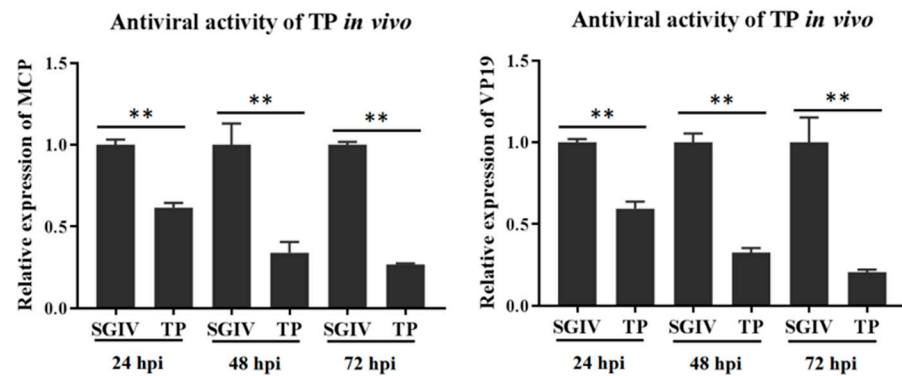 Antiviral activity of TP in vivo
Relative expression of MCP
1.5
1.0
0.5
0.0
** ** **
SGIV TP SGIV TP SGIV TP
24 hpi 48 hpi 72 hpi
Antiviral activity of TP in vivo
Relative expression of VP19
1.5
1.0
0.5
0.0
** ** **
SGIV TP SGIV TP SGIV TP
24 hpi 48 hpi 72 hpi